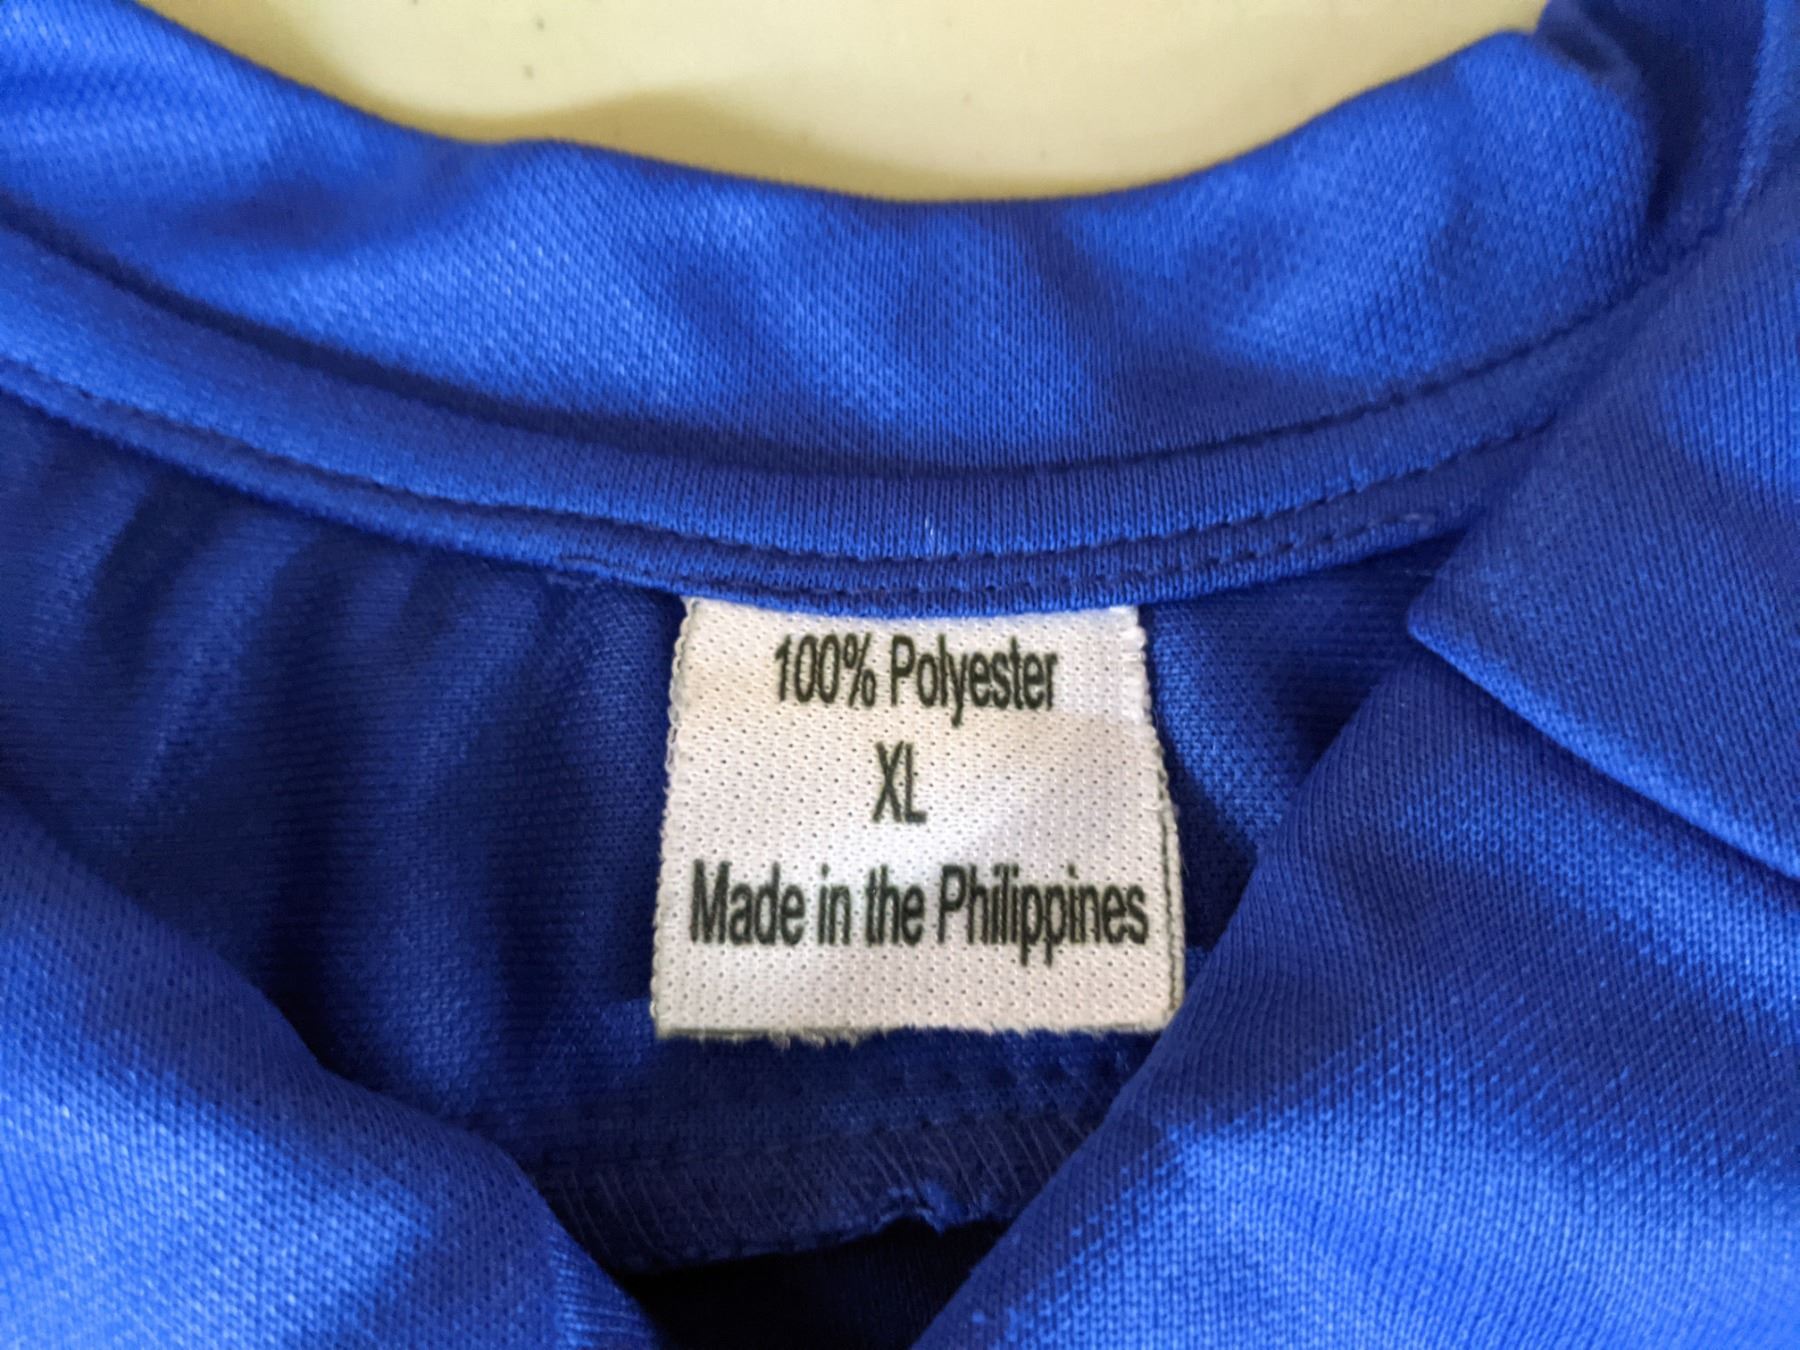 100% Polyester
XL
Made in the Philippines